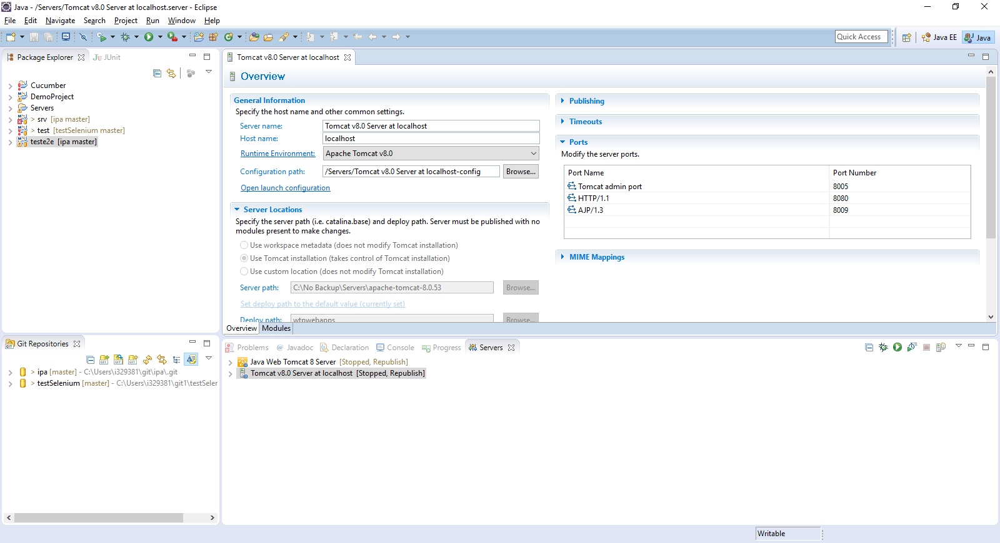 Java - /Servers/Tomcat v8.0 Server at localhost.server - Eclipse
File Edit Navigate Search Project Run Window Help
Quick Access
Java EE
Java
Package Explorer
JUnit
Cucumber
DemoProject
Servers
> srv [ipa master]
> test [testSelenium master]
teste2e [ipa master]
Tomcat v8.0 Server at localhost
Overview
General Information
Specify the host name and other common settings.
Server name: Tomcat v8.0 Server at localhost
Host name: localhost
Runtime Environment: Apache Tomcat v8.0
Configuration path: /Servers/Tomcat v8.0 Server at localhost-config Browse...
Open launch configuration
Server Locations
Specify the server path (i.e. catalina.base) and deploy path. Server must be published with no
modules present to make changes.
Use workspace metadata (does not modify Tomcat installation)
Use Tomcat installation (takes control of Tomcat installation)
Use custom location (does not modify Tomcat installation)
Server path: C:\No Backup\Servers\apache-tomcat-8.0.53 Browse...
Set deploy path to the default value (currently set)
Deploy path: wtpwebapps Browse...
Publishing
Timeouts
Ports
Modify the server ports.
Port Name Port Number
Tomcat admin port 8005
HTTP/1.1 8080
AJP/1.3 8009
MIME Mappings
Overview Modules
Git Repositories
> ipa [master] - C:\Users\i329381\git\ipa\.git
> testSelenium [master] - C:\Users\i329381\git1\testSeler
Problems @ Javadoc Declaration Console Progress Servers
Java Web Tomcat 8 Server [Stopped, Republish]
Tomcat v8.0 Server at localhost [Stopped, Republish]
Writable